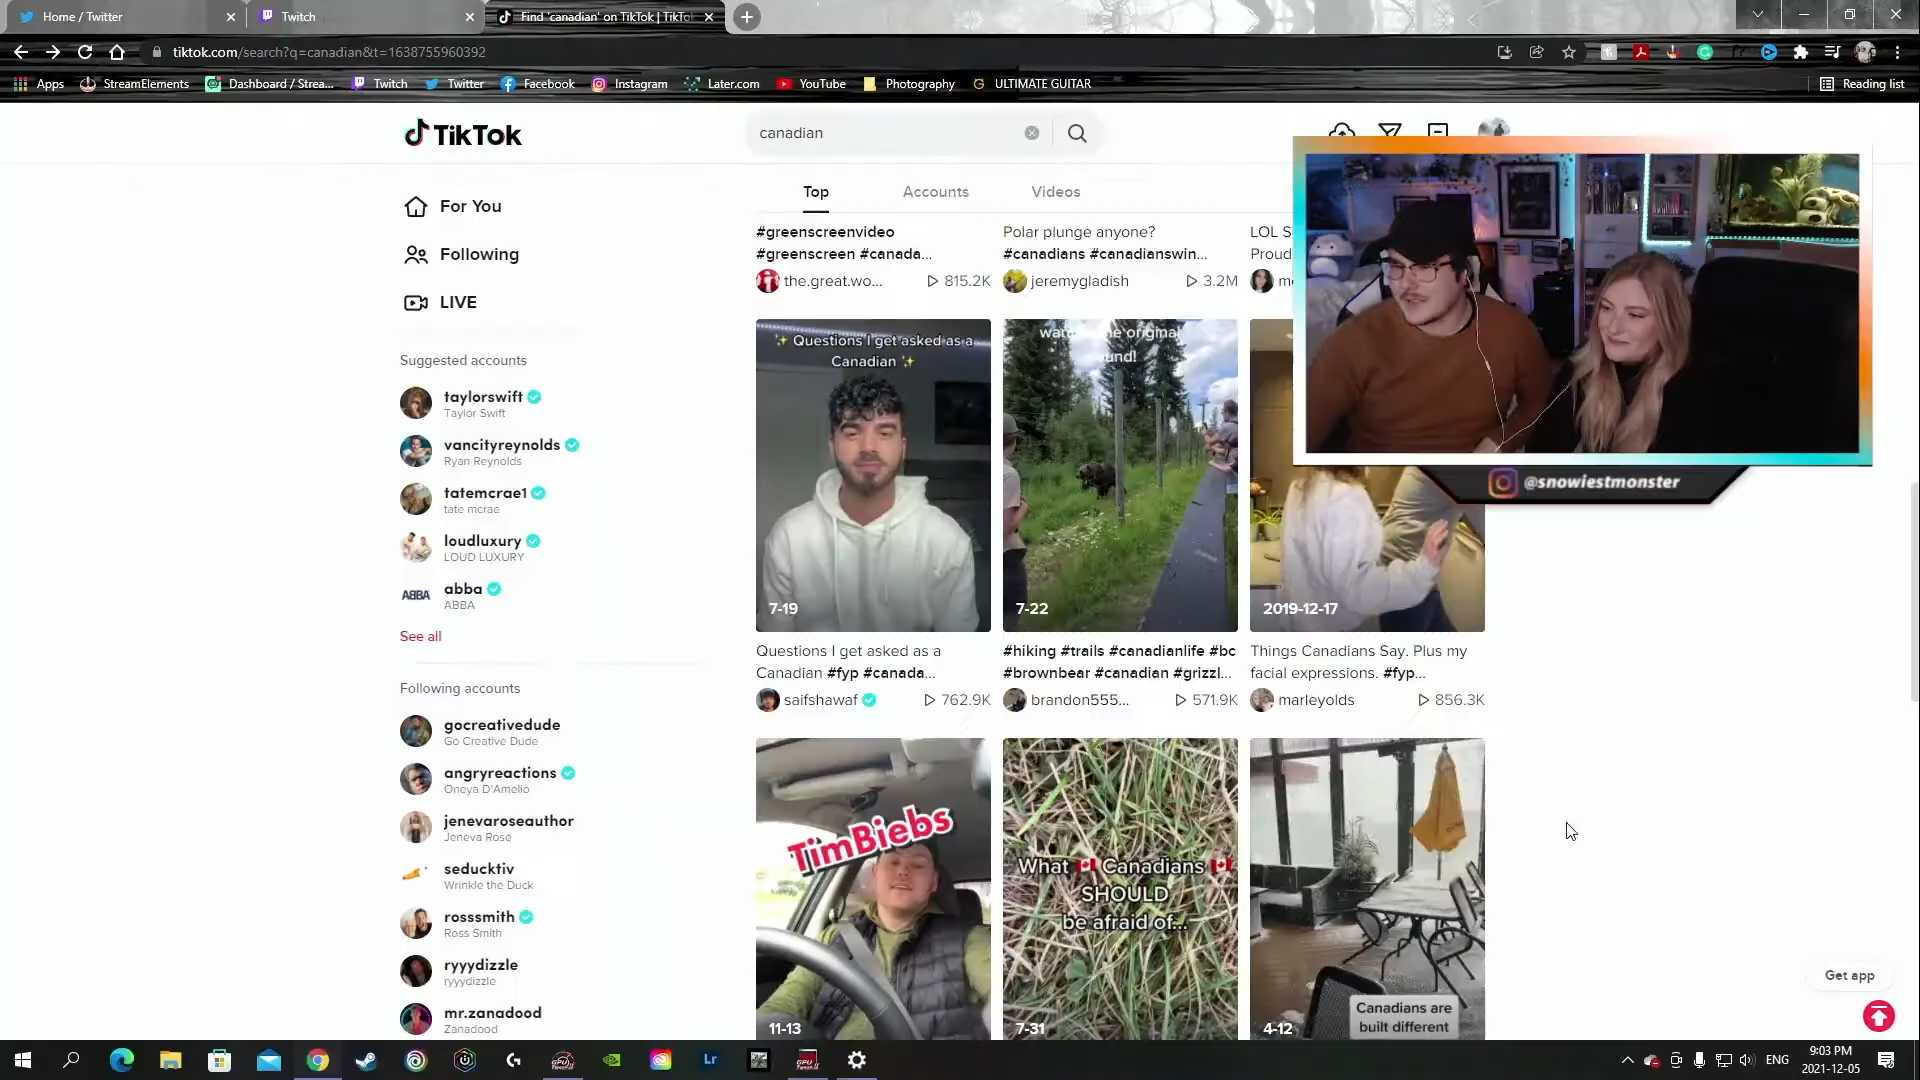 Home / Twitter
Twitch
Find 'canadian' on TikTok | TikTo
tiktok.com/search?q=canadian&t=1638755960392
Apps
StreamElements
Dashboard / Strea...
Twitch
Twitter
Facebook
Instagram
Later.com
YouTube
Photography
ULTIMATE GUITAR
Reading list
TikTok
canadian
For You
Following
LIVE
Suggested accounts
taylorswift
Taylor Swift
vancityreynolds
Ryan Reynolds
tatemcrae1
tate mcrae
loudluxury
LOUD LUXURY
ABBA
abba
ABBA
See all
Following accounts
gocreativedude
Go Creative Dude
angryreactions
Oneya D'Amelio
jenevaroseauthor
Jeneva Rose
seducktiv
Wrinkle the Duck
rosssmith
Ross Smith
ryyydizzle
ryyydizzle
mr.zanadood
Zanadood
Top
Accounts
Videos
#greenscreenvideo
#greenscreen #canada...
the.great.wo...
815.2K
Polar plunge anyone?
#canadians #canadianswin...
jeremygladish
3.2M
LOL S
Proud
@snowiestmonster
✨ Questions I get asked as a
Canadian ✨
7-19
Questions I get asked as a
Canadian #fyp #canada...
saifshawaf
762.9K
the original
7-22
#hiking #trails #canadianlife #bc
#brownbear #canadian #grizzl...
brandon555...
571.9K
2019-12-17
Things Canadians Say. Plus my
facial expressions. #fyp...
marleyolds
856.3K
TimBiebs
11-13
What 🇨🇦 Canadians 🇨🇦
SHOULD
be afraid of...
7-31
Canadians are
built different
4-12
Get app
Lr
ENG
9:03 PM
2021-12-05